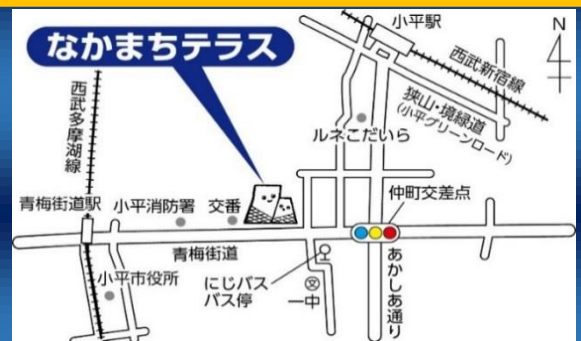 小平駅
N
なかまちテラス
西武新宿線
狭山・境緑道
(小平グリーンロード)
西武多摩湖線
ルネこだいら
青梅街道駅
小平消防署
交番
仲町交差点
青梅街道
にじバス
バス停
あかしあ通り
小平市役所
文
一中